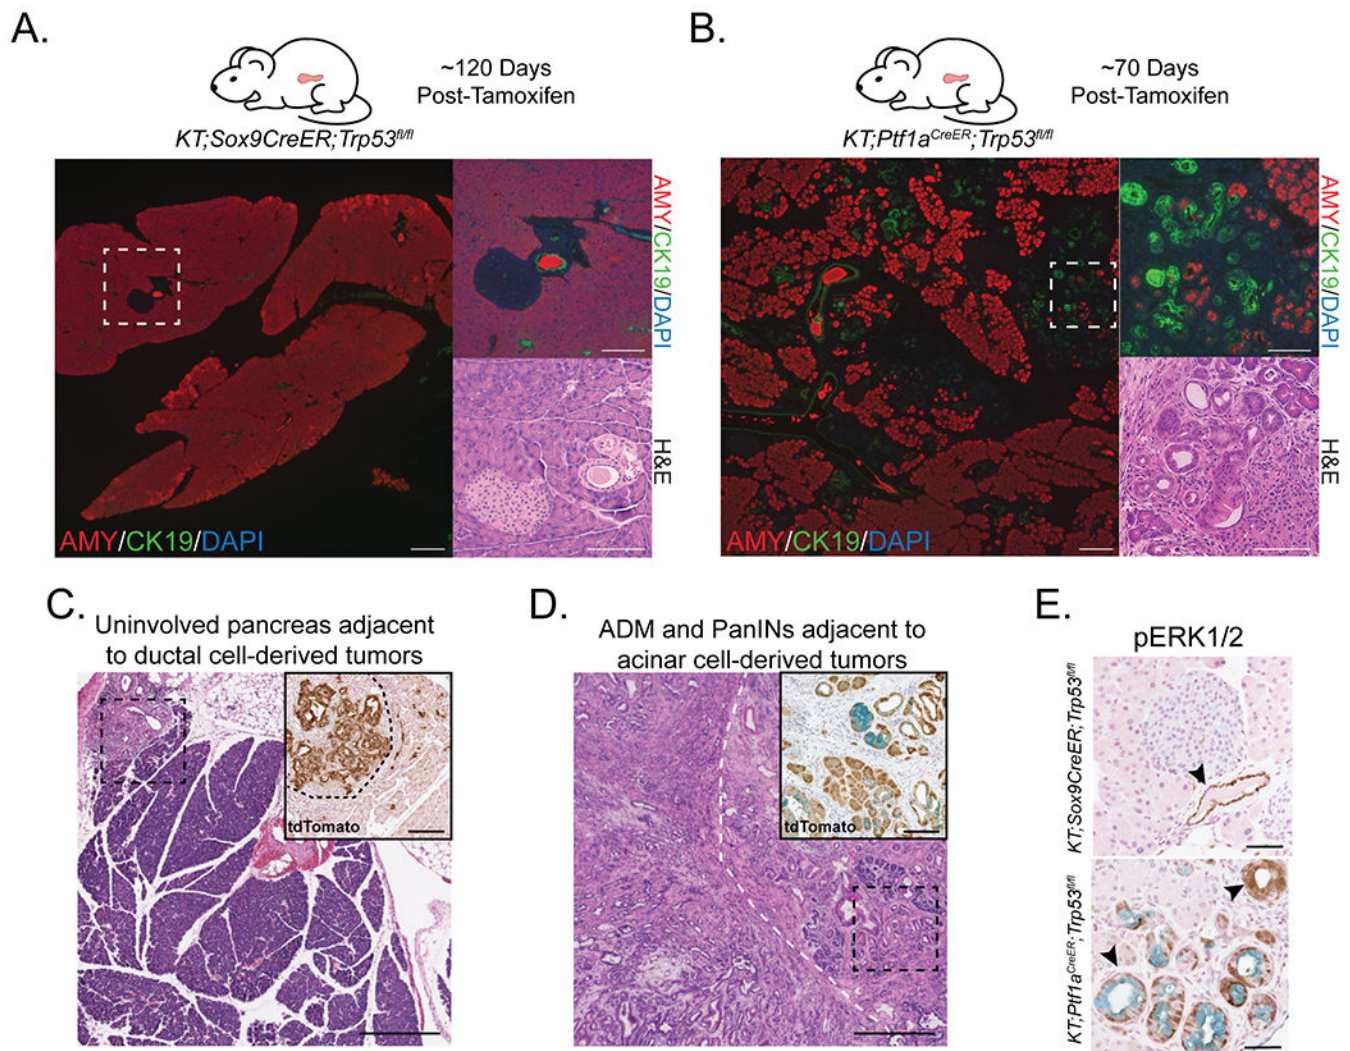 A.
~120 Days
Post-Tamoxifen
KT;Sox9CreER;Trp53fl/fl
AMY/CK19/DAPI
H&E
AMY/CK19/DAPI
B.
~70 Days
Post-Tamoxifen
KT;Ptf1aCreER;Trp53fl/fl
AMY/CK19/DAPI
H&E
AMY/CK19/DAPI
C.
Uninvolved pancreas adjacent
to ductal cell-derived tumors
tdTomato
D.
ADM and PanINs adjacent to
acinar cell-derived tumors
tdTomato
E.
pERK1/2
KT;Sox9CreER;Trp53fl/fl
KT;Ptf1aCreER;Trp53fl/fl